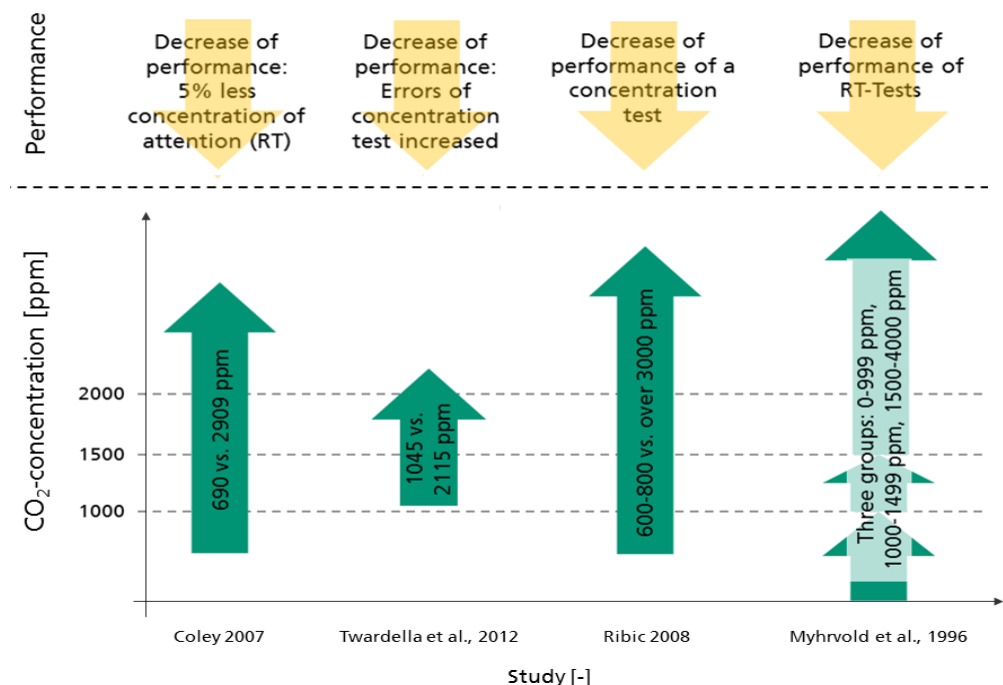 Performance
Decrease of
performance:
5% less
concentration of
attention (RT)
Decrease of
performance:
Errors of
concentration
test increased
Decrease of
performance of a
concentration
test
Decrease of
performance of
RT-Tests
CO₂-concentration [ppm]
2000
1500
1000
690 vs. 2909 ppm
1045 vs.
2115 ppm
600-800 vs. over 3000 ppm
Three groups: 0-999 ppm,
1000-1499 ppm, 1500-4000 ppm
Coley 2007
Twardella et al., 2012
Ribic 2008
Myhrvold et al., 1996
Study [-]